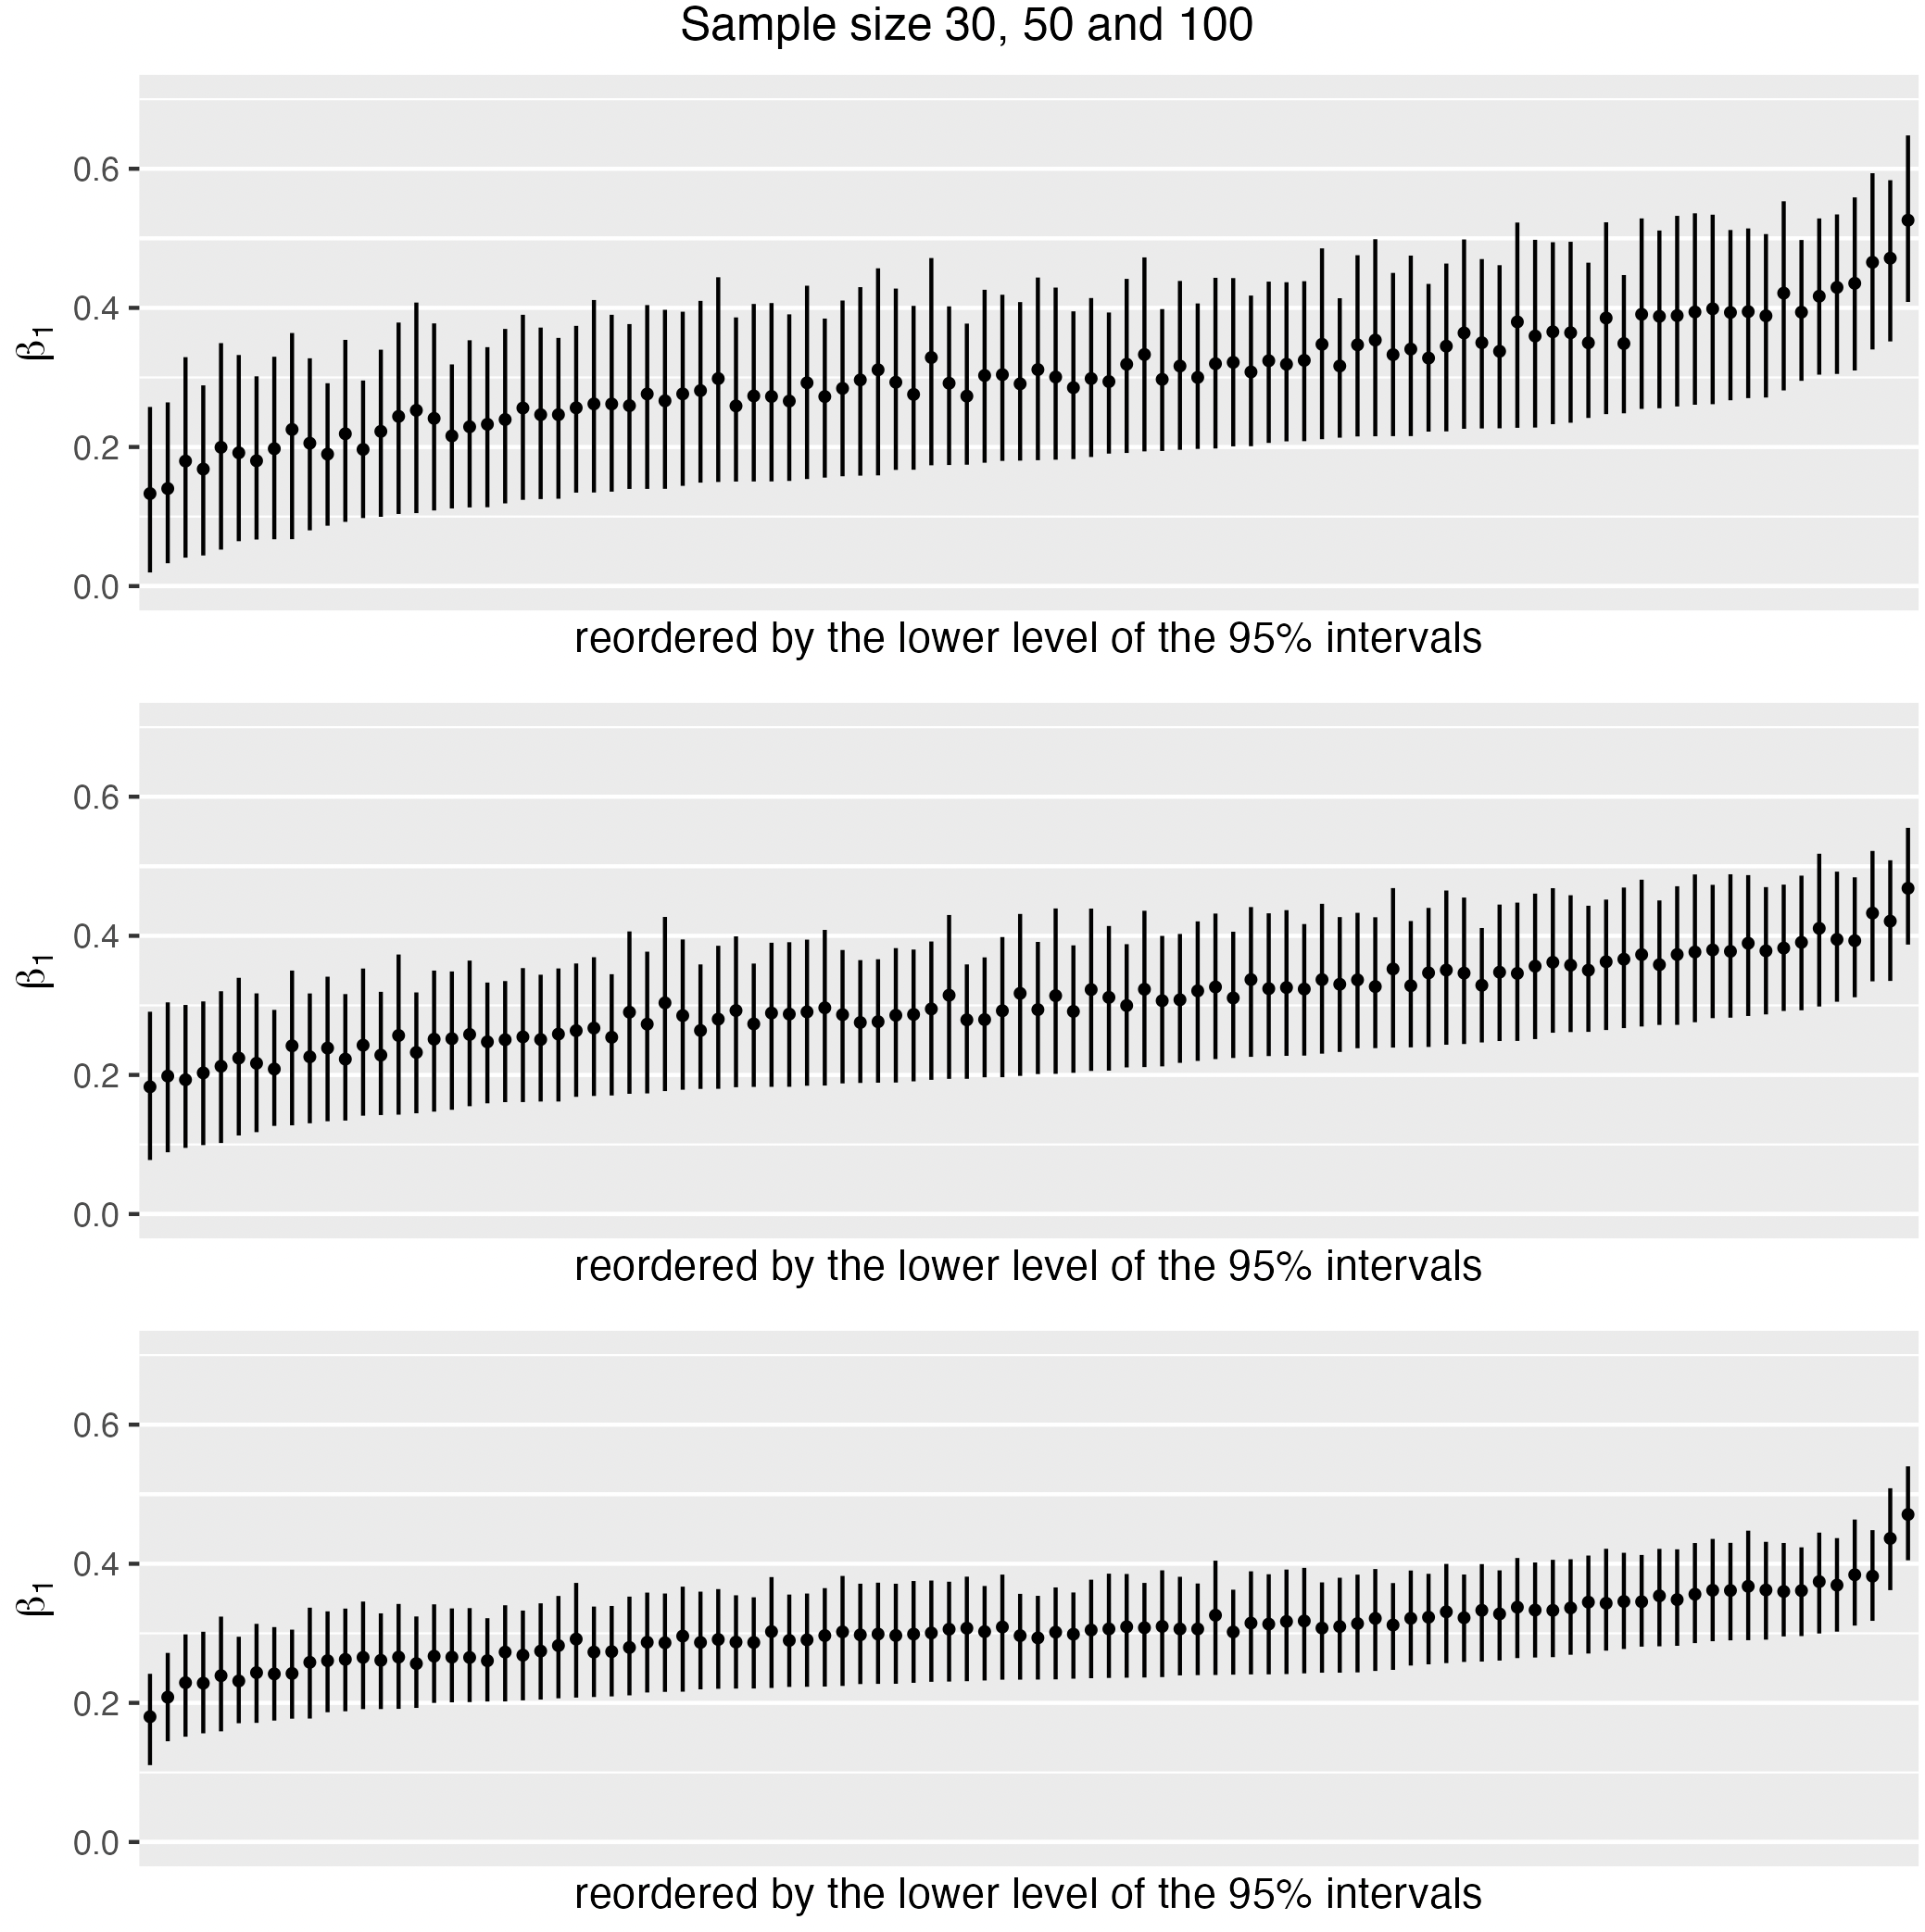 Sample size 30, 50 and 100
0.6
0.4
0.2
0.0
β1
reordered by the lower level of the 95% intervals
0.6
0.4
0.2
0.0
β1
reordered by the lower level of the 95% intervals
0.6
0.4
0.2
0.0
β1
reordered by the lower level of the 95% intervals